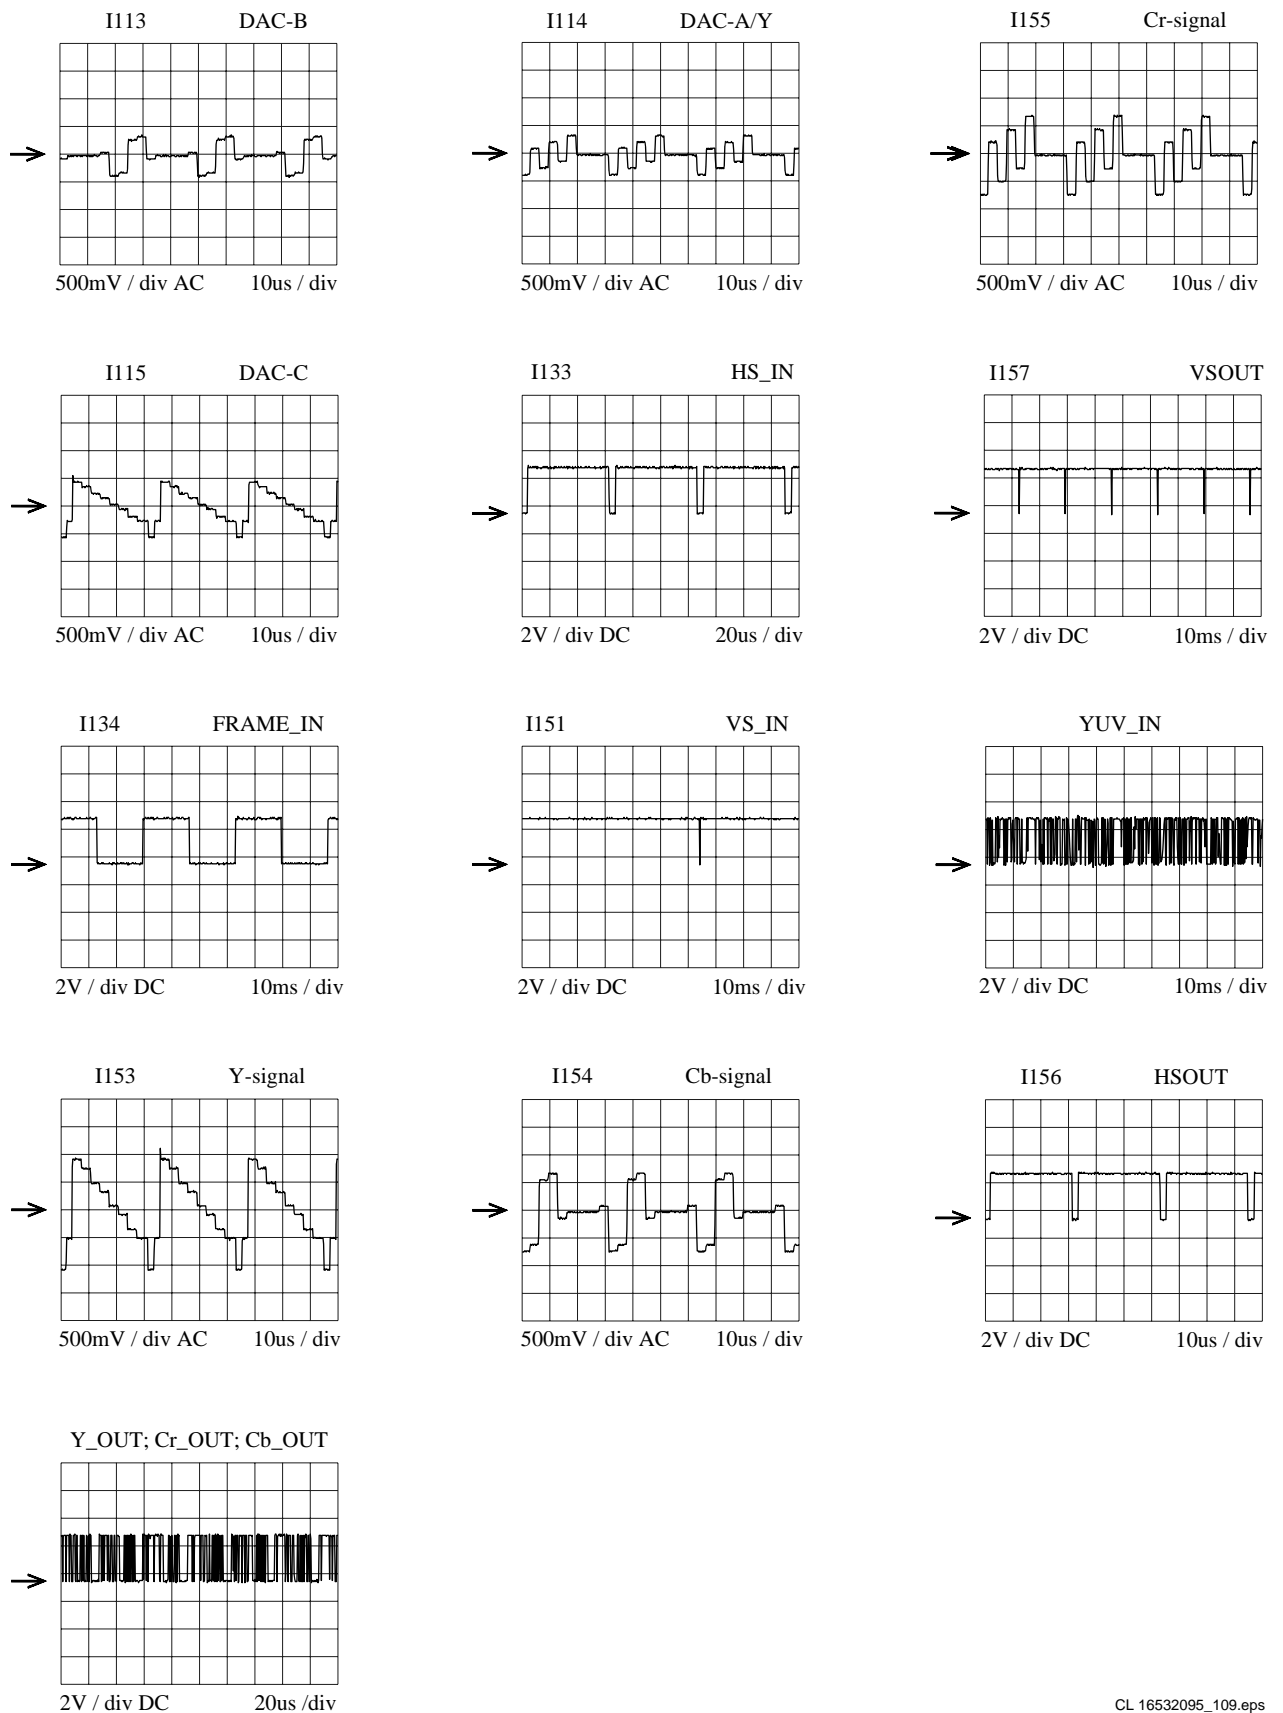 I113 DAC-B
I114 DAC-A/Y
I155 Cr-signal
500mV / div AC 10us / div
500mV / div AC 10us / div
500mV / div AC 10us / div
I115 DAC-C
I133 HS_IN
I157 VSOUT
500mV / div AC 10us / div
2V / div DC 20us / div
2V / div DC 10ms / div
I134 FRAME_IN
I151 VS_IN
YUV_IN
2V / div DC 10ms / div
2V / div DC 10ms / div
2V / div DC 10ms / div
I153 Y-signal
I154 Cb-signal
I156 HSOUT
500mV / div AC 10us / div
500mV / div AC 10us / div
2V / div DC 10us / div
Y_OUT; Cr_OUT; Cb_OUT
2V / div DC 20us /div
CL 16532095_109.eps